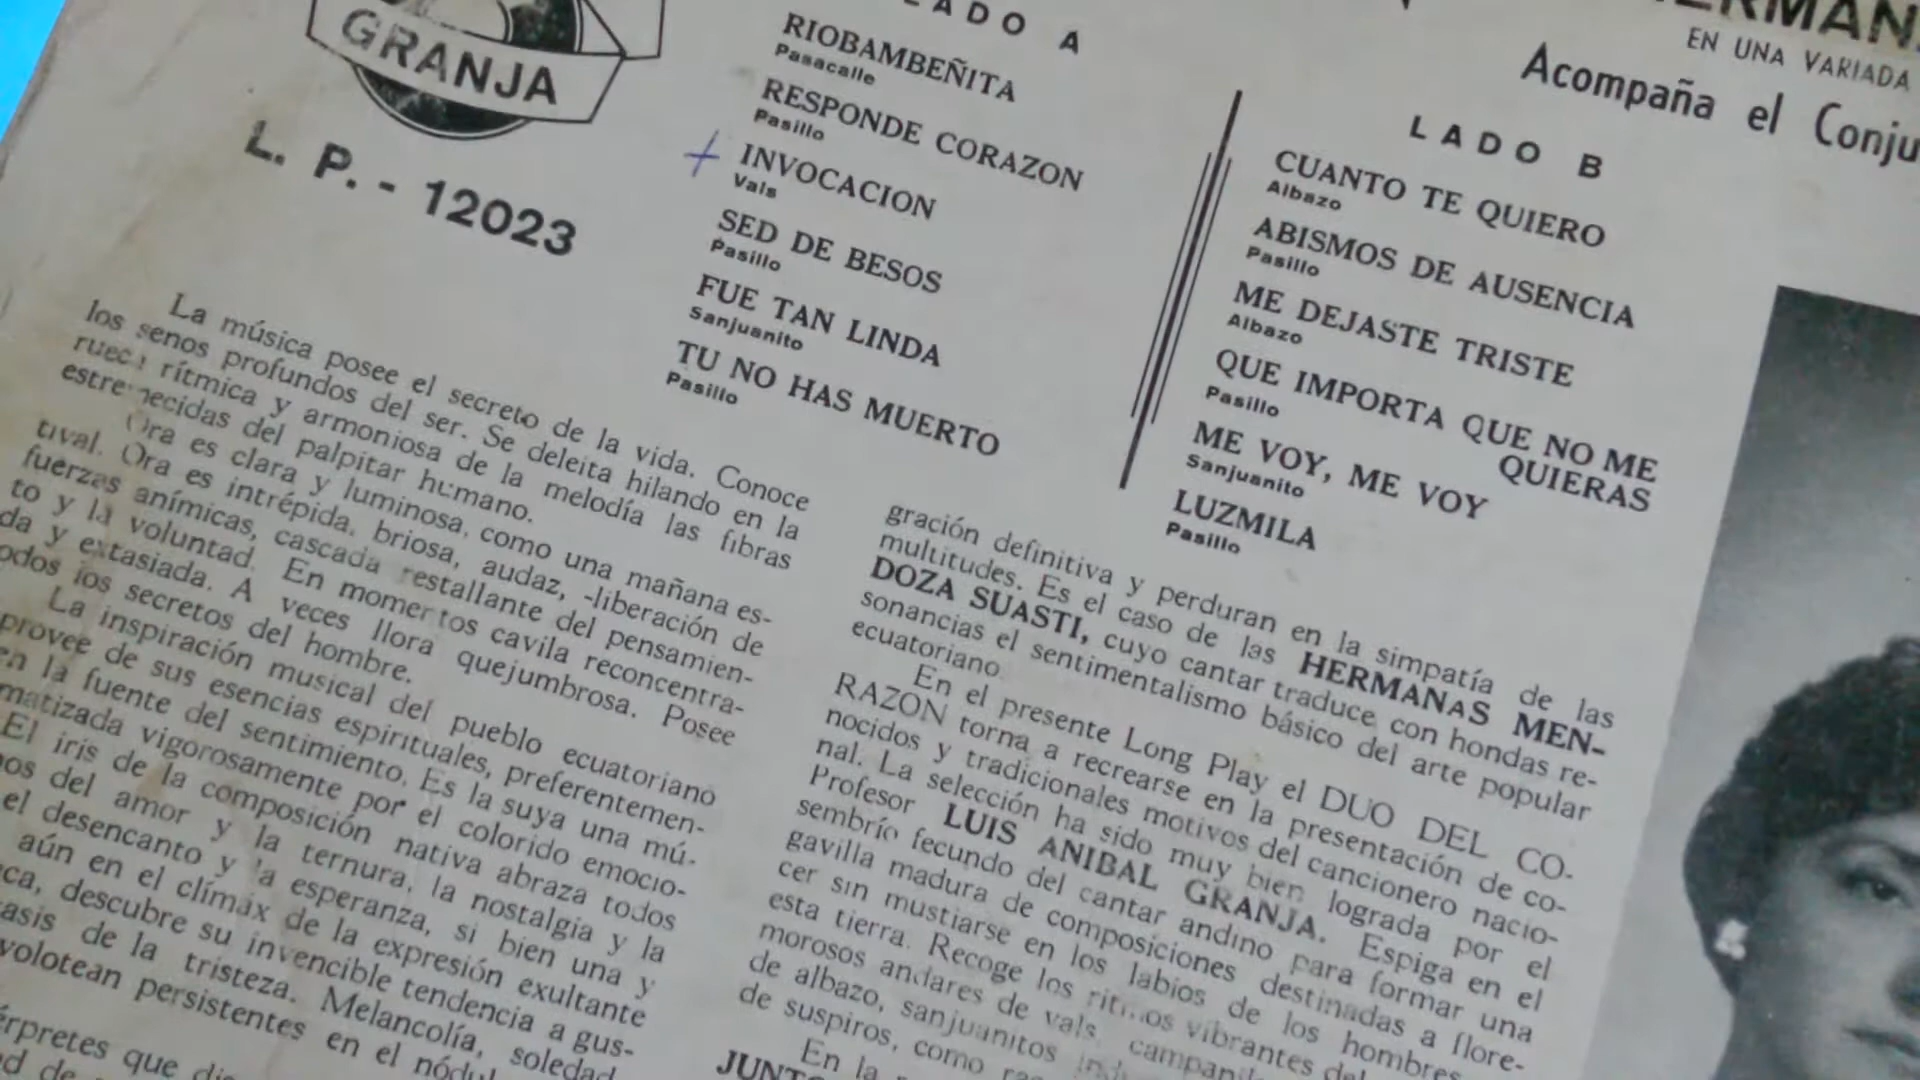 GRANJA
L. P. - 12023
LADO A
RIOBAMBEÑITA
Pasacalle
RESPONDE CORAZON
Pasillo
INVOCACION
Vals
SED DE BESOS
Pasillo
FUE TAN LINDA
Sanjuanito
TU NO HAS MUERTO
Pasillo
EN UNA VARIADA
Acompaña el
LADO B
CUANTO TE QUIERO
Albazo
ABISMOS DE AUSENCIA
Pasillo
ME DEJASTE TRISTE
Albazo
QUE IMPORTA QUE NO ME
QUIERAS
Pasillo
ME VOY, ME VOY
Sanjuanito
LUZMILA
Pasillo
La música posee el secreto de la vida. Conoce
los senos profundos del ser. Se deleita hilando en la
rítmica y armoniosa de la melodía las fibras
del palpitar humano.
Ora es clara y luminosa, como una mañana es-
tival. Ora es intrépida, briosa, audaz, -liberación de
fuerzas anímicas, cascada restallante del pensamien-
to y la voluntad. En momentos cavila reconcentra-
da y extasiada. A veces llora quejumbrosa. Posee
los secretos del hombre.
La inspiración musical del pueblo ecuatoriano
provee de sus esencias espirituales, preferentemen-
en la fuente del sentimiento. Es la suya una mú-
matizada vigorosamente por el colorido emocio-
El iris de la composición nativa abraza todos
del amor y la ternura, la nostalgia y la
el desencanto y la esperanza, si bien una y
aún en el clímax de la expresión exultante
descubre su invencible tendencia a gus-
de la tristeza. Melancolía, soledad
persistentes en el
que
gración definitiva y perduran en la simpatía de las
multitudes. Es el caso de las HERMANAS MEN-
DOZA SUASTI, cuyo cantar traduce con hondas re-
sonancias el sentimentalismo básico del arte popular
ecuatoriano.
En el presente Long Play el DUO DEL CO-
RAZON torna a recrearse en la presentación de co-
nocidos y tradicionales motivos del cancionero nacio-
nal. La selección ha sido muy bien lograda por el
Profesor LUIS ANIBAL GRANJA. Espiga en el
sembrío fecundo del cantar andino para formar una
gavilla madura de composiciones destinadas a flore-
cer sin mustiarse en los labios de los hombres
esta tierra. Recoge los ritmos vibrantes del
morosos andares de vals,
de albazo, sanjuanitos
de suspiros, como
En la